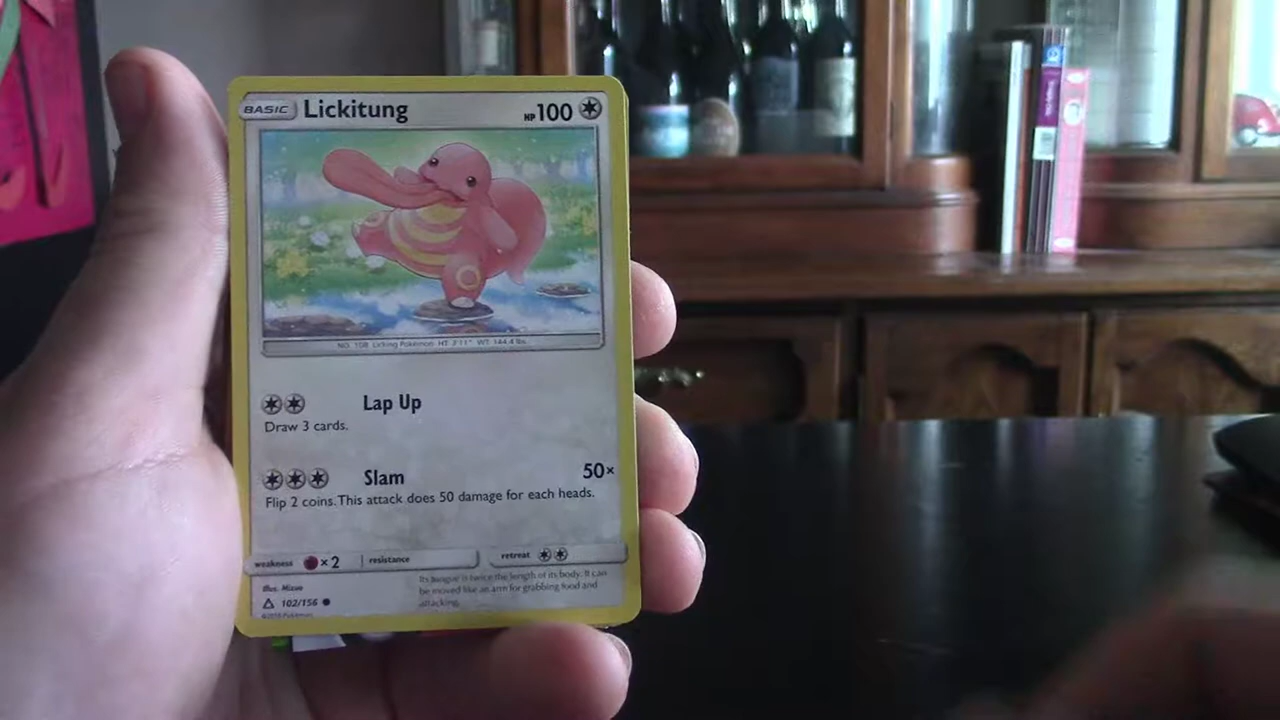 BASIC Lickitung HP100
NO. 108 Licking Pokémon HT: 3'11" WT: 144.4 lbs.
Lap Up
Draw 3 cards.
Slam 50×
Flip 2 coins. This attack does 50 damage for each heads.
weakness ×2 resistance retreat
Its tongue is twice the length of its body. It can
be moved like an arm for grabbing food and
attacking.
Illus. Mizue
102/156
©2018 Pokémon